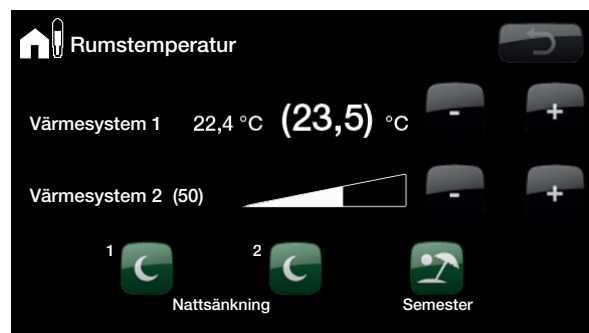 Rumstemperatur
Värmesystem 1 22,4 °C (23,5) °C - +
Värmesystem 2 (50) - +
1 2
Nattsänkning Semester